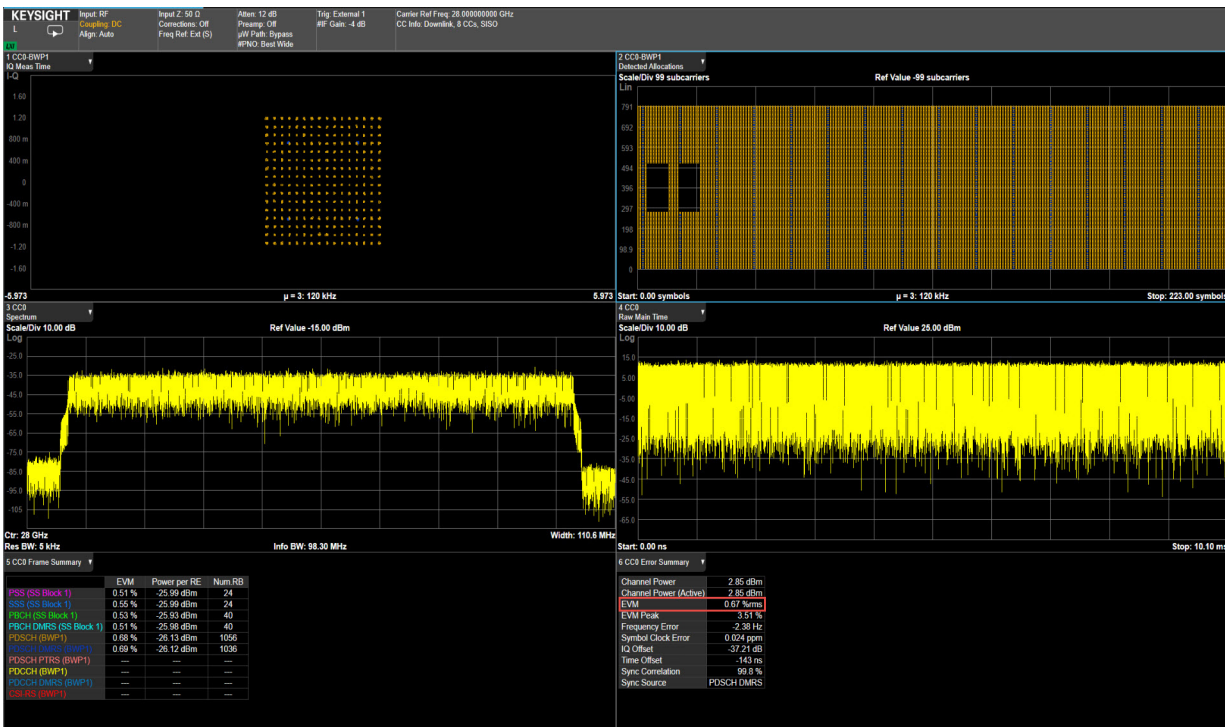 KEYSIGHT Input: RF Input Z: 50 Ω Atten: 12 dB Trig: External 1 Carrier Ref Freq: 28.000000000 GHz
L Coupling: DC Corrections: Off Preamp: Off #IF Gain: -4 dB CC Info: Downlink, 8 CCs, SISO
Align: Auto Freq Ref: Ext (S) µW Path: Bypass
LXI #PNO: Best Wide
1 CC0-BWP1
IQ Meas Time
I-Q
1.60
1.20
800 m
400 m
0
-400 m
-800 m
-1.20
-1.60
-5.973 µ = 3: 120 kHz 5.973
2 CC0-BWP1
Detected Allocations
Scale/Div 99 subcarriers Ref Value -99 subcarriers
Lin
791
692
593
494
396
297
198
98.9
0
Start: 0.00 symbols µ = 3: 120 kHz Stop: 223.00 symbols
3 CC0
Spectrum
Scale/Div 10.00 dB Ref Value -15.00 dBm
Log
-25.0
-35.0
-45.0
-55.0
-65.0
-75.0
-85.0
-95.0
-105
Ctr: 28 GHz Width: 110.6 MHz
Res BW: 5 kHz Info BW: 98.30 MHz
4 CC0
Raw Main Time
Scale/Div 10.00 dB Ref Value 25.00 dBm
Log
15.0
5.00
-5.00
-15.0
-25.0
-35.0
-45.0
-55.0
-65.0
Start: 0.00 ns Stop: 10.10 ms
5 CC0 Frame Summary
EVM Power per RE Num.RB
PSS (SS Block 1) 0.51 % -25.99 dBm 24
SSS (SS Block 1) 0.55 % -25.99 dBm 24
PBCH (SS Block 1) 0.53 % -25.93 dBm 40
PBCH DMRS (SS Block 1) 0.51 % -25.98 dBm 40
PDSCH (BWP1) 0.68 % -26.13 dBm 1056
PDSCH DMRS (BWP1) 0.69 % -26.12 dBm 1036
PDSCH PTRS (BWP1) --- --- ---
PDCCH (BWP1) --- --- ---
PDCCH DMRS (BWP1) --- --- ---
CSI-RS (BWP1) --- --- ---
6 CC0 Error Summary
Channel Power 2.85 dBm
Channel Power (Active) 2.85 dBm
EVM 0.67 %rms
EVM Peak 3.51 %
Frequency Error -2.38 Hz
Symbol Clock Error 0.024 ppm
IQ Offset -37.21 dB
Time Offset -143 ns
Sync Correlation 99.8 %
Sync Source PDSCH DMRS